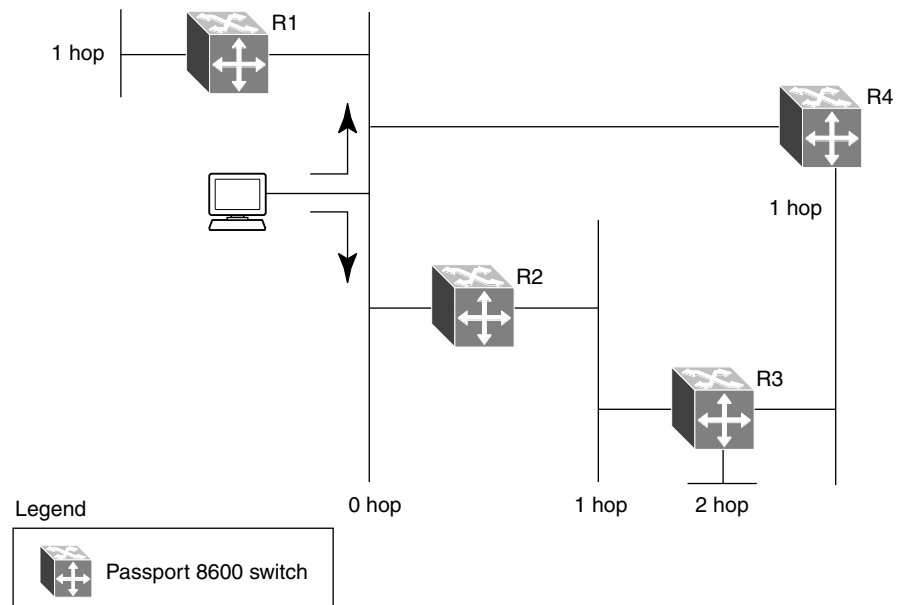 R1
1 hop
R4
1 hop
R2
R3
0 hop
1 hop
2 hop
Legend
Passport 8600 switch